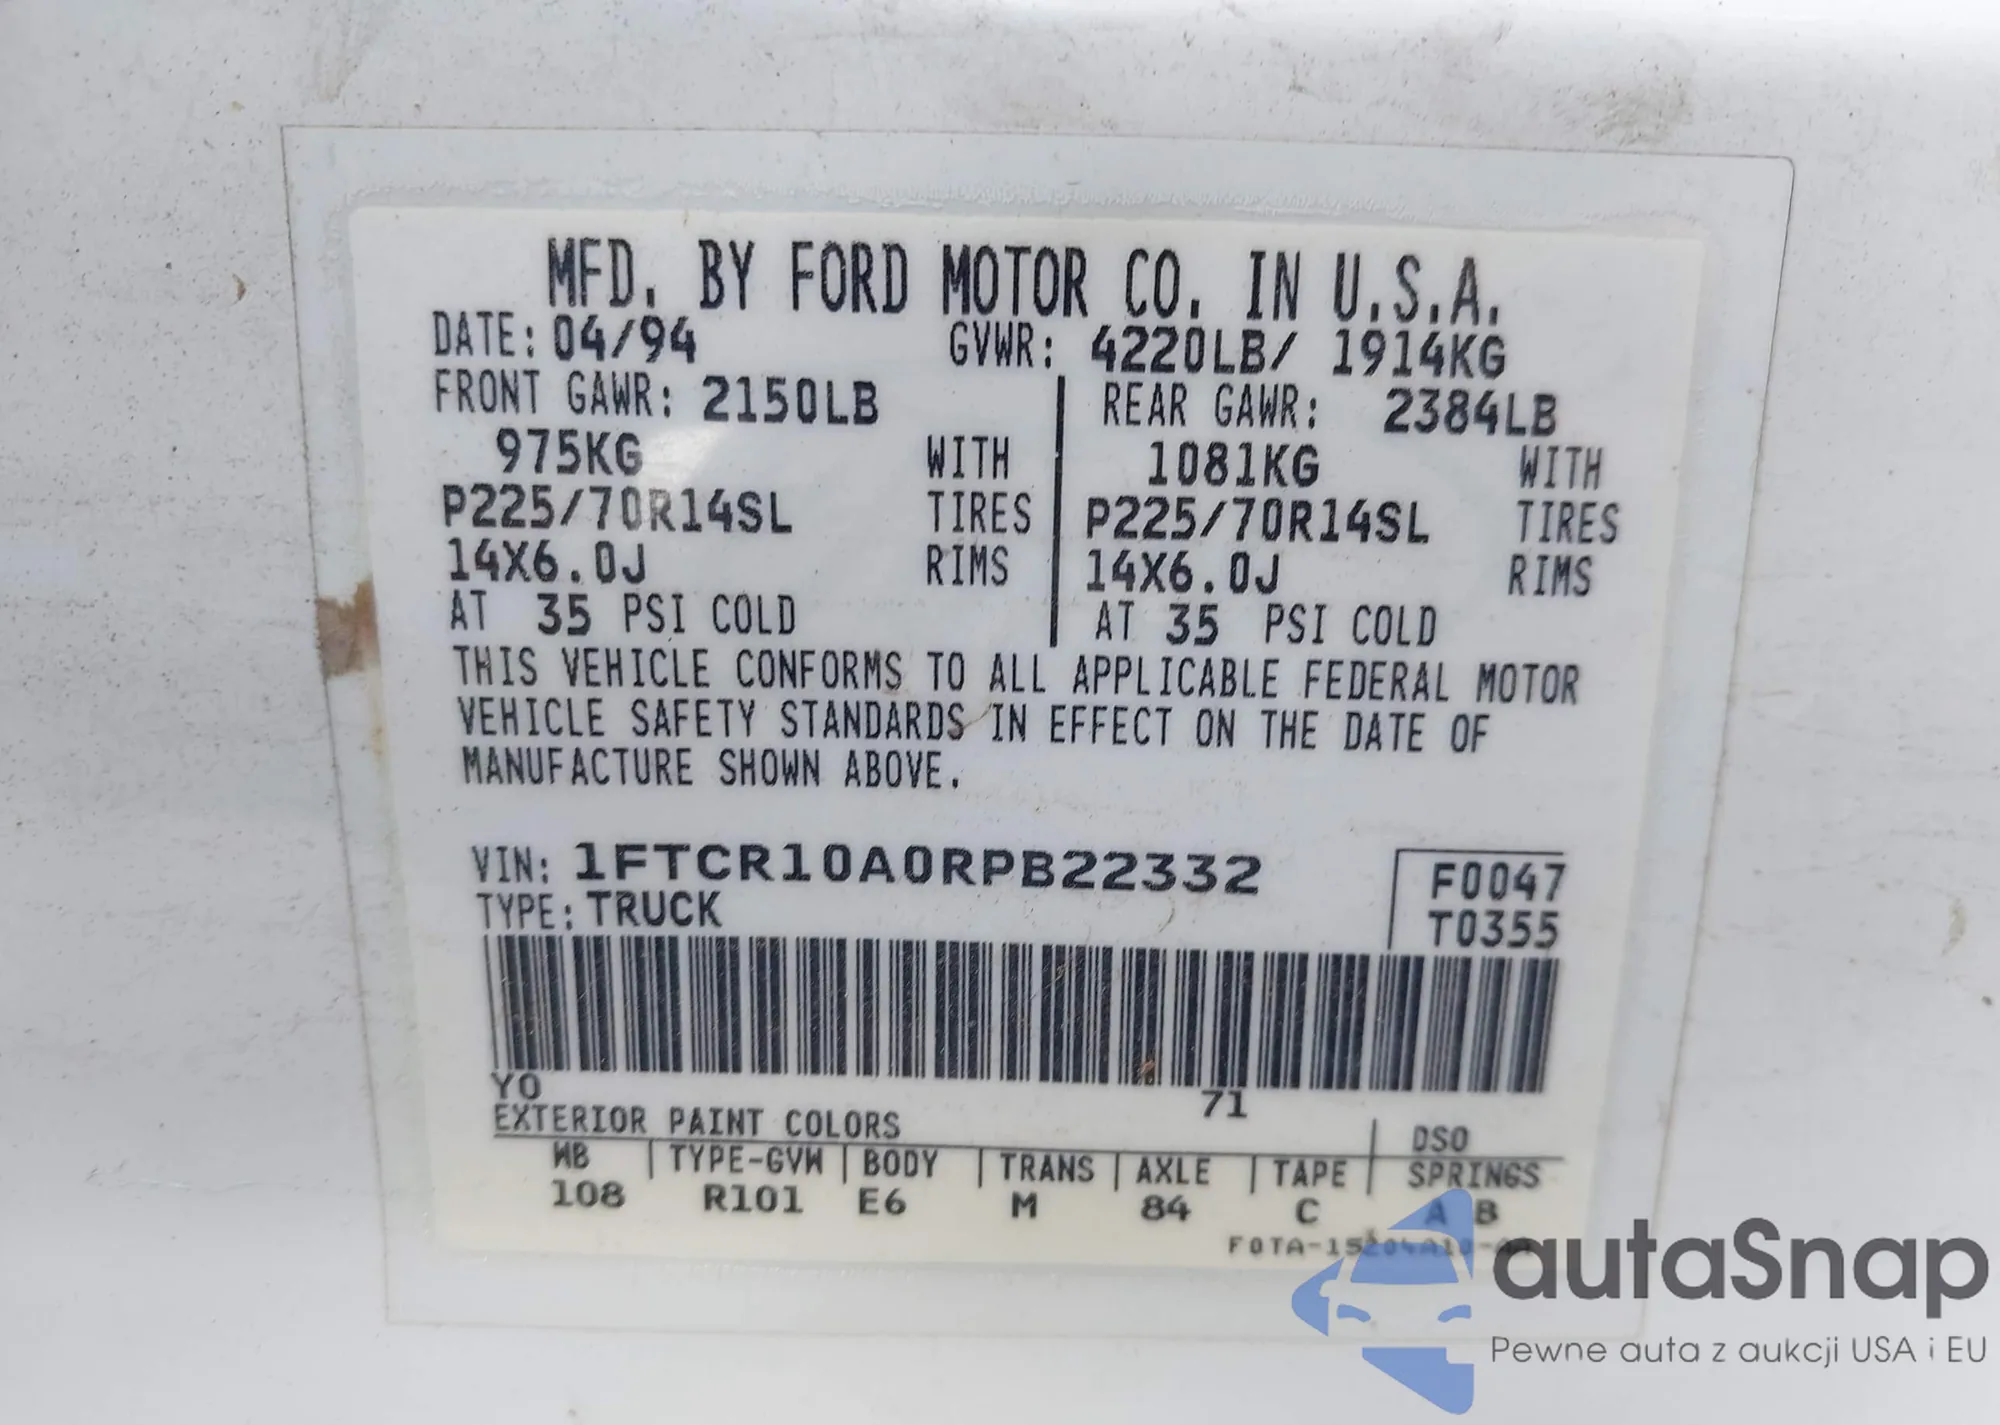 MFD. BY FORD MOTOR CO. IN U.S.A.
DATE: 04/94 GVWR: 4220LB/ 1914KG
FRONT GAWR: 2150LB REAR GAWR: 2384LB
975KG WITH 1081KG WITH
P225/70R14SL TIRES P225/70R14SL TIRES
14X6.0J RIMS 14X6.0J RIMS
AT 35 PSI COLD AT 35 PSI COLD
THIS VEHICLE CONFORMS TO ALL APPLICABLE FEDERAL MOTOR
VEHICLE SAFETY STANDARDS IN EFFECT ON THE DATE OF
MANUFACTURE SHOWN ABOVE.
VIN: 1FTCR10A0RPB22332 F0047
TYPE: TRUCK T0355
YO 71
EXTERIOR PAINT COLORS DSO
WB TYPE-GVW BODY TRANS AXLE TAPE SPRINGS
108 R101 E6 M 84 C A B
autaSnap
Pewne auta z aukcji USA i EU